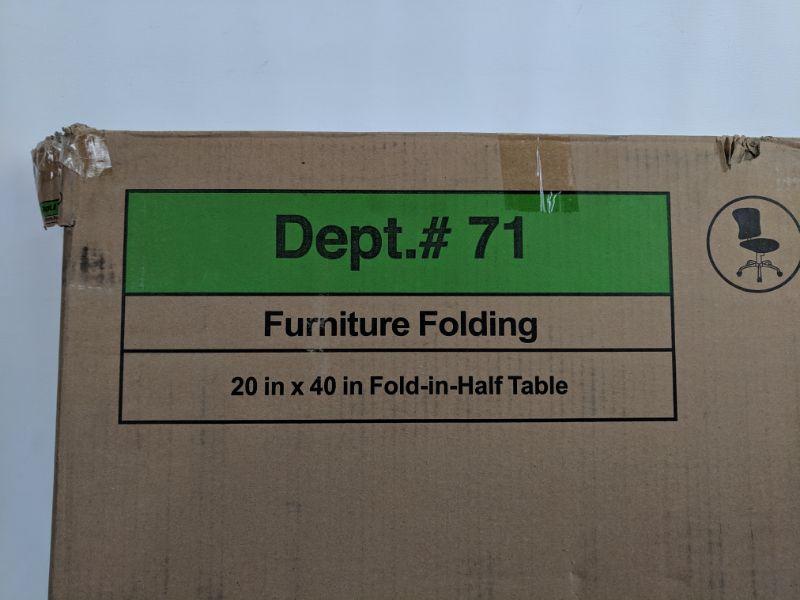 Dept.# 71
Furniture Folding
20 in x 40 in Fold-in-Half Table